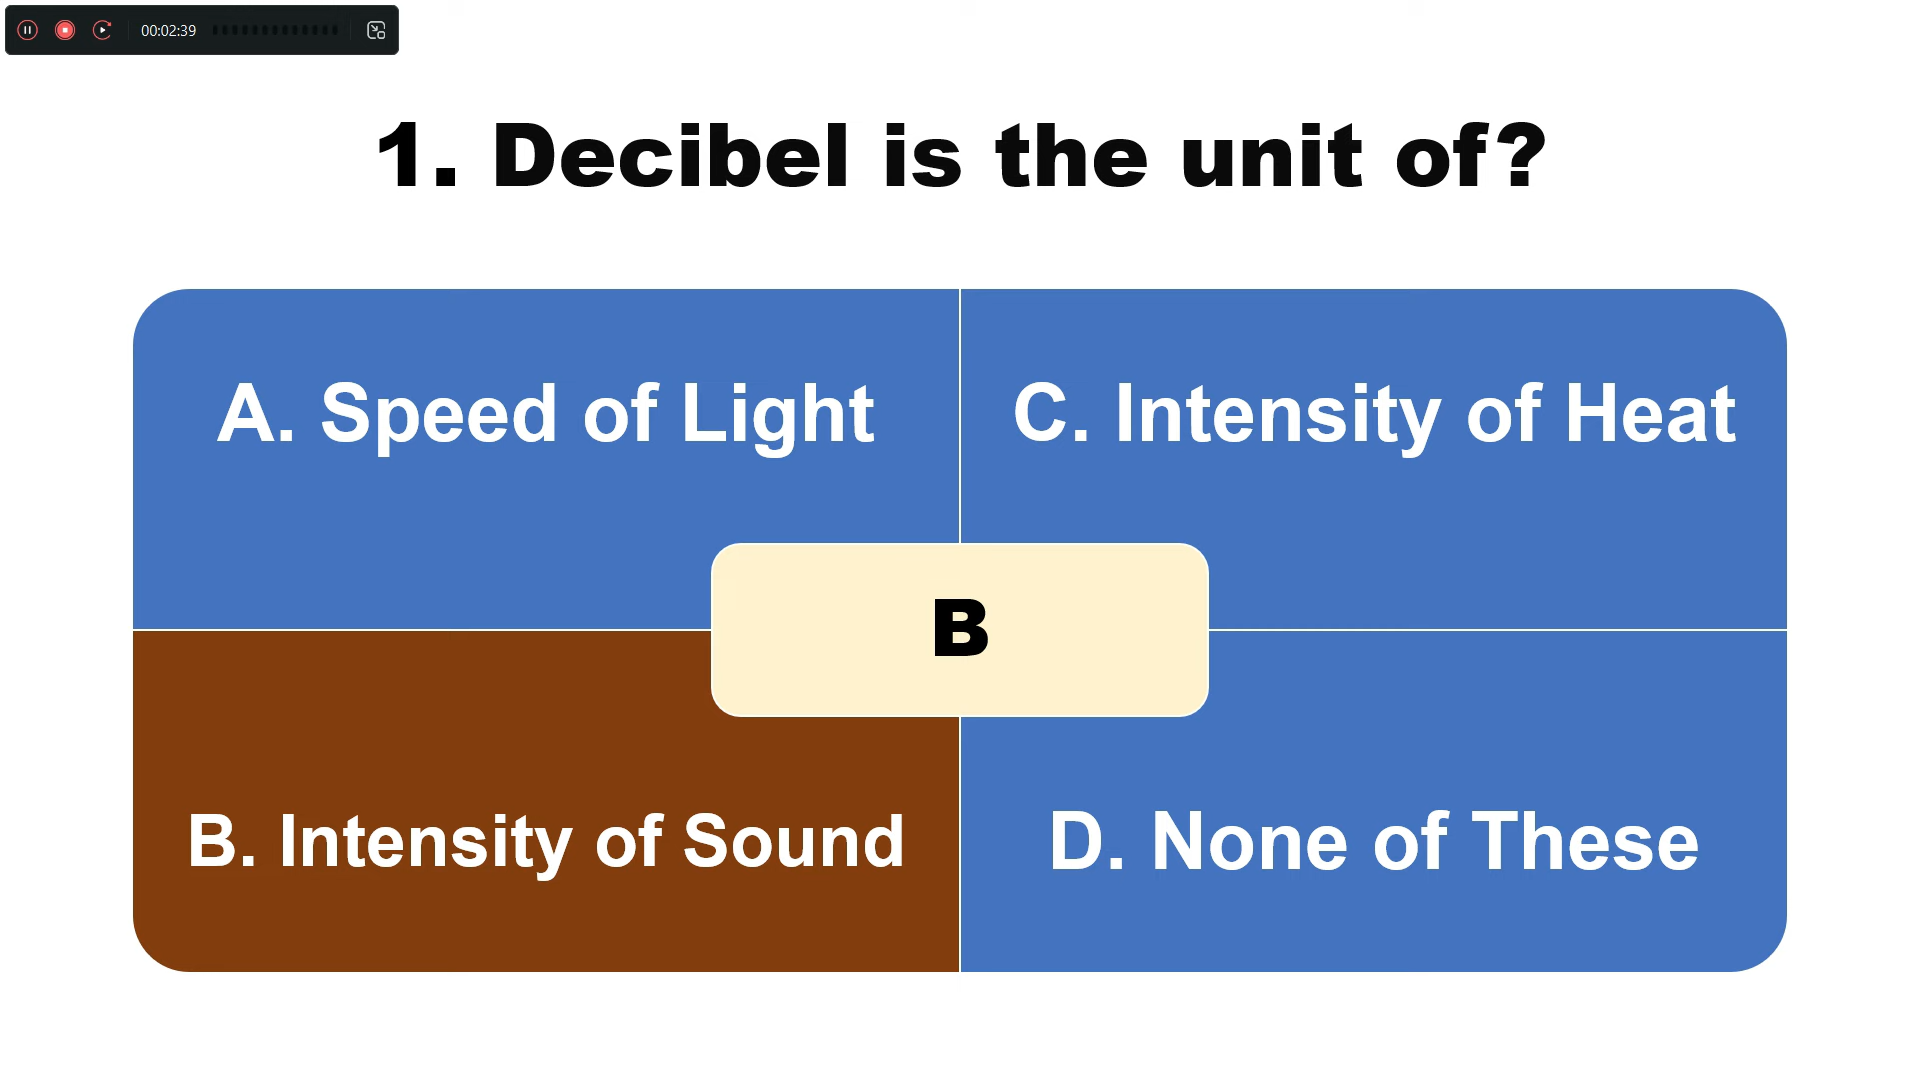 00:02:39
1. Decibel is the unit of?
A. Speed of Light
C. Intensity of Heat
B
B. Intensity of Sound
D. None of These